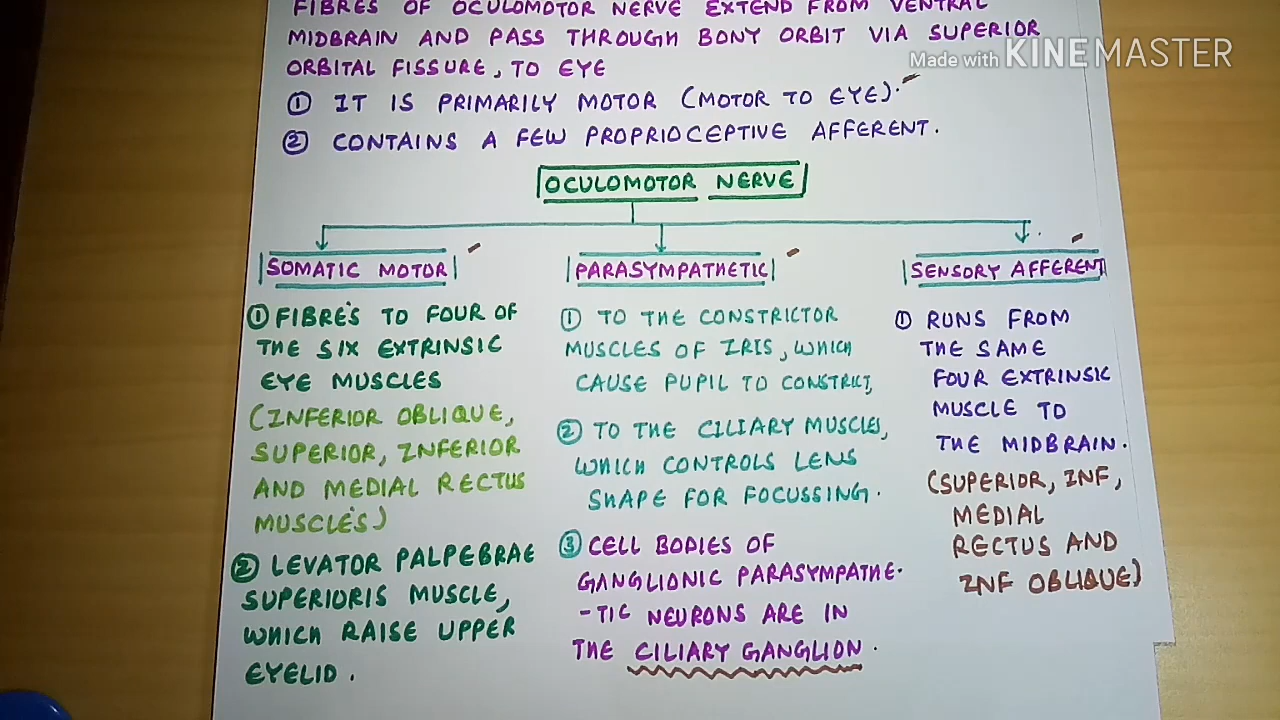 FIBRES OF OCULOMOTOR NERVE EXTEND FROM VENTRAL
MIDBRAIN AND PASS THROUGH BONY ORBIT VIA SUPERIOR
ORBITAL FISSURE, TO EYE
Made with KINEMASTER
① IT IS PRIMARILY MOTOR (MOTOR TO EYE).
② CONTAINS A FEW PROPRIOCEPTIVE AFFERENT.
OCULOMOTOR NERVE
SOMATIC MOTOR
① FIBRE'S TO FOUR OF
THE SIX EXTRINSIC
EYE MUSCLES
(INFERIOR OBLIQUE,
SUPERIOR, INFERIOR
AND MEDIAL RECTUS
MUSCLE'S)
② LEVATOR PALPEBRAE
SUPERIORIS MUSCLE,
WHICH RAISE UPPER
EYELID.
PARASYMPATHETIC
① TO THE CONSTRICTOR
MUSCLES OF IRIS, WHICH
CAUSE PUPIL TO CONSTRICT,
② TO THE CILIARY MUSCLES,
WHICH CONTROLS LENS
SHAPE FOR FOCUSSING.
③ CELL BODIES OF
GANGLIONIC PARASYMPATHE-
-TIC NEURONS ARE IN
THE CILIARY GANGLION.
SENSORY AFFERENT
① RUNS FROM
THE SAME
FOUR EXTRINSIC
MUSCLE TO
THE MIDBRAIN.
(SUPERIOR, INF,
MEDIAL
RECTUS AND
INF OBLIQUE)